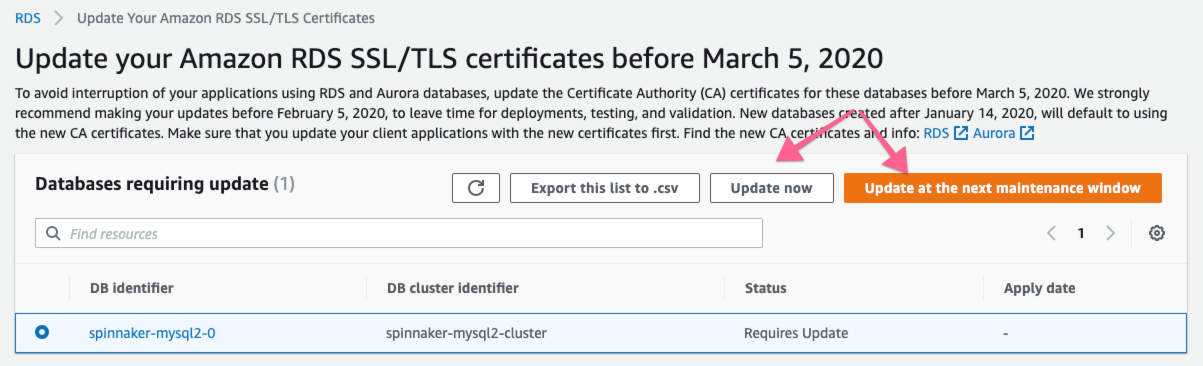 RDS > Update Your Amazon RDS SSL/TLS Certificates
Update your Amazon RDS SSL/TLS certificates before March 5, 2020
To avoid interruption of your applications using RDS and Aurora databases, update the Certificate Authority (CA) certificates for these databases before March 5, 2020. We strongly
recommend making your updates before February 5, 2020, to leave time for deployments, testing, and validation. New databases created after January 14, 2020, will default to using
the new CA certificates. Make sure that you update your client applications with the new certificates first. Find the new CA certificates and info: RDS Aurora
Databases requiring update (1)
Export this list to .csv
Update now
Update at the next maintenance window
Find resources
< 1 >
DB identifier DB cluster identifier Status Apply date
spinnaker-mysql2-0 spinnaker-mysql2-cluster Requires Update -